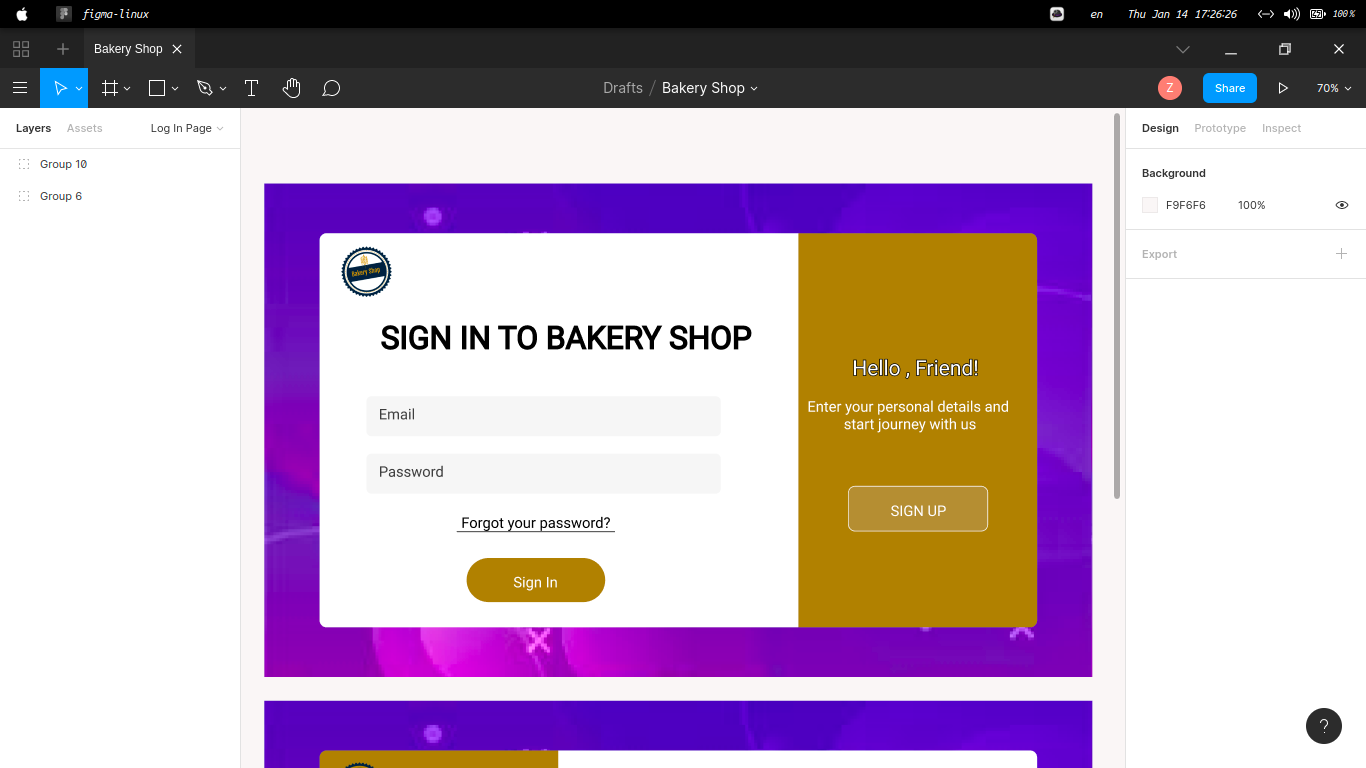 figma-linux
en
Thu Jan 14 17:26:26
100%
Bakery Shop
Drafts / Bakery Shop
Z
Share
70%
Layers
Assets
Log In Page
Group 10
Group 6
Design
Prototype
Inspect
Background
F9F6F6
100%
Export
Bakery Shop
SIGN IN TO BAKERY SHOP
Email
Password
Forgot your password?
Sign In
Hello , Friend!
Enter your personal details and
start journey with us
SIGN UP
?